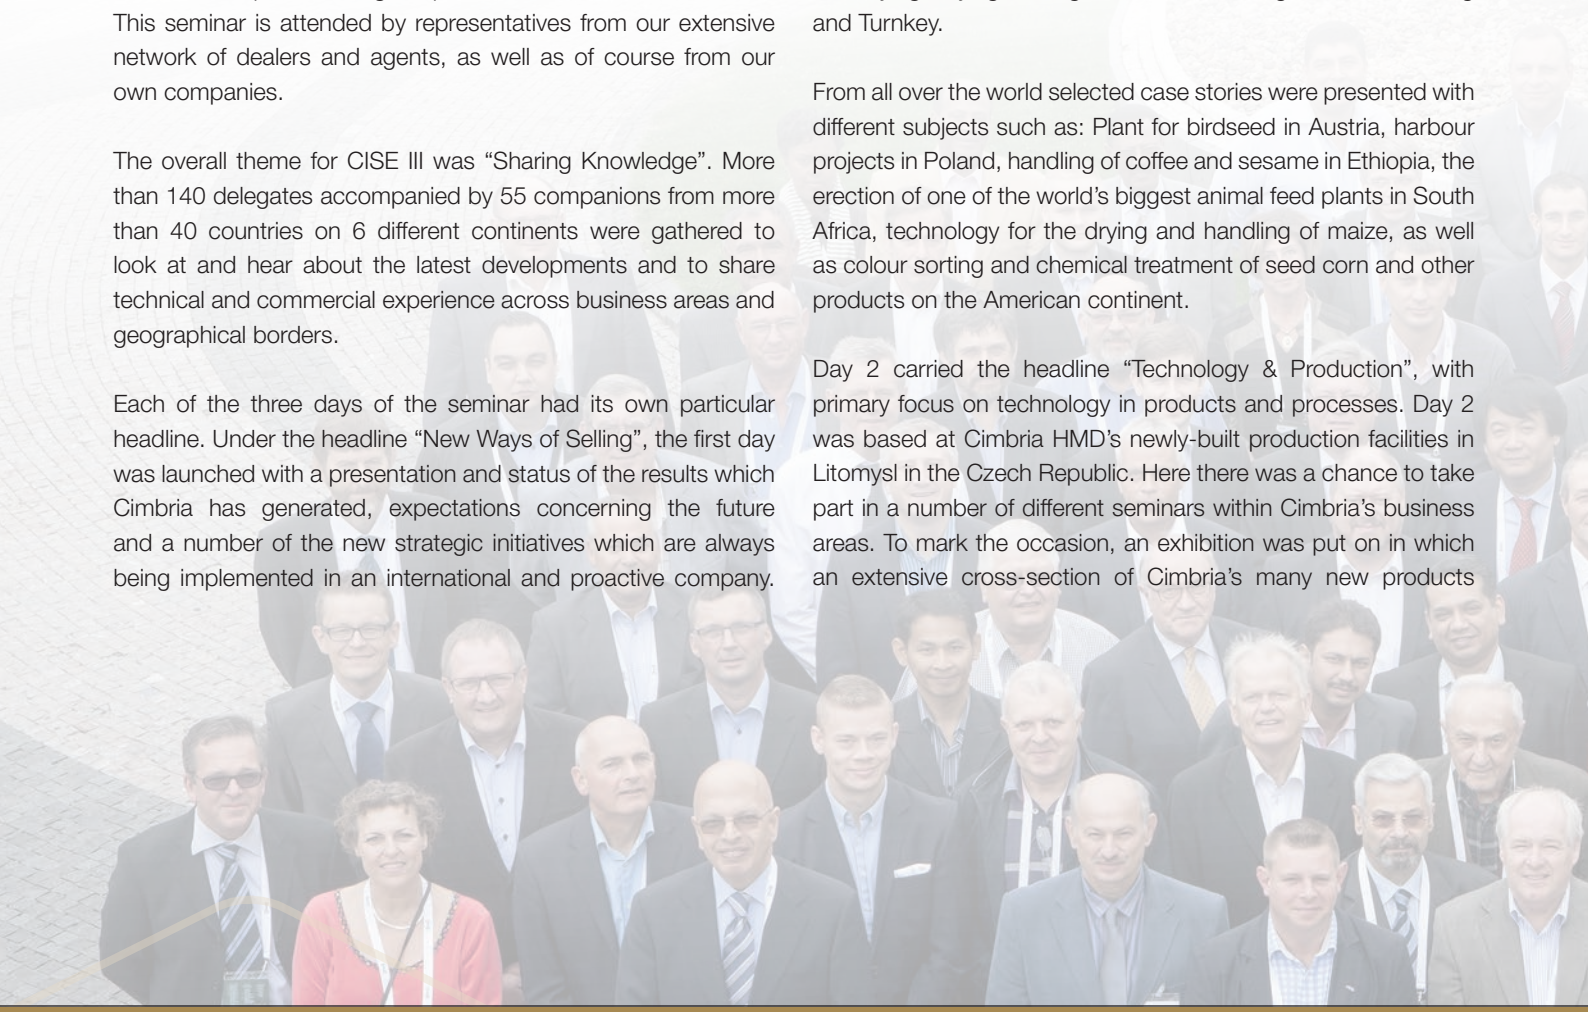 This seminar is attended by representatives from our extensive
network of dealers and agents, as well as of course from our
own companies.
The overall theme for CISE III was “Sharing Knowledge”. More
than 140 delegates accompanied by 55 companions from more
than 40 countries on 6 different continents were gathered to
look at and hear about the latest developments and to share
technical and commercial experience across business areas and
geographical borders.
Each of the three days of the seminar had its own particular
headline. Under the headline “New Ways of Selling”, the first day
was launched with a presentation and status of the results which
Cimbria has generated, expectations concerning the future
and a number of the new strategic initiatives which are always
being implemented in an international and proactive company.
and Turnkey.
From all over the world selected case stories were presented with
different subjects such as: Plant for birdseed in Austria, harbour
projects in Poland, handling of coffee and sesame in Ethiopia, the
erection of one of the world’s biggest animal feed plants in South
Africa, technology for the drying and handling of maize, as well
as colour sorting and chemical treatment of seed corn and other
products on the American continent.
Day 2 carried the headline “Technology & Production”, with
primary focus on technology in products and processes. Day 2
was based at Cimbria HMD’s newly-built production facilities in
Litomysl in the Czech Republic. Here there was a chance to take
part in a number of different seminars within Cimbria’s business
areas. To mark the occasion, an exhibition was put on in which
an extensive cross-section of Cimbria’s many new products